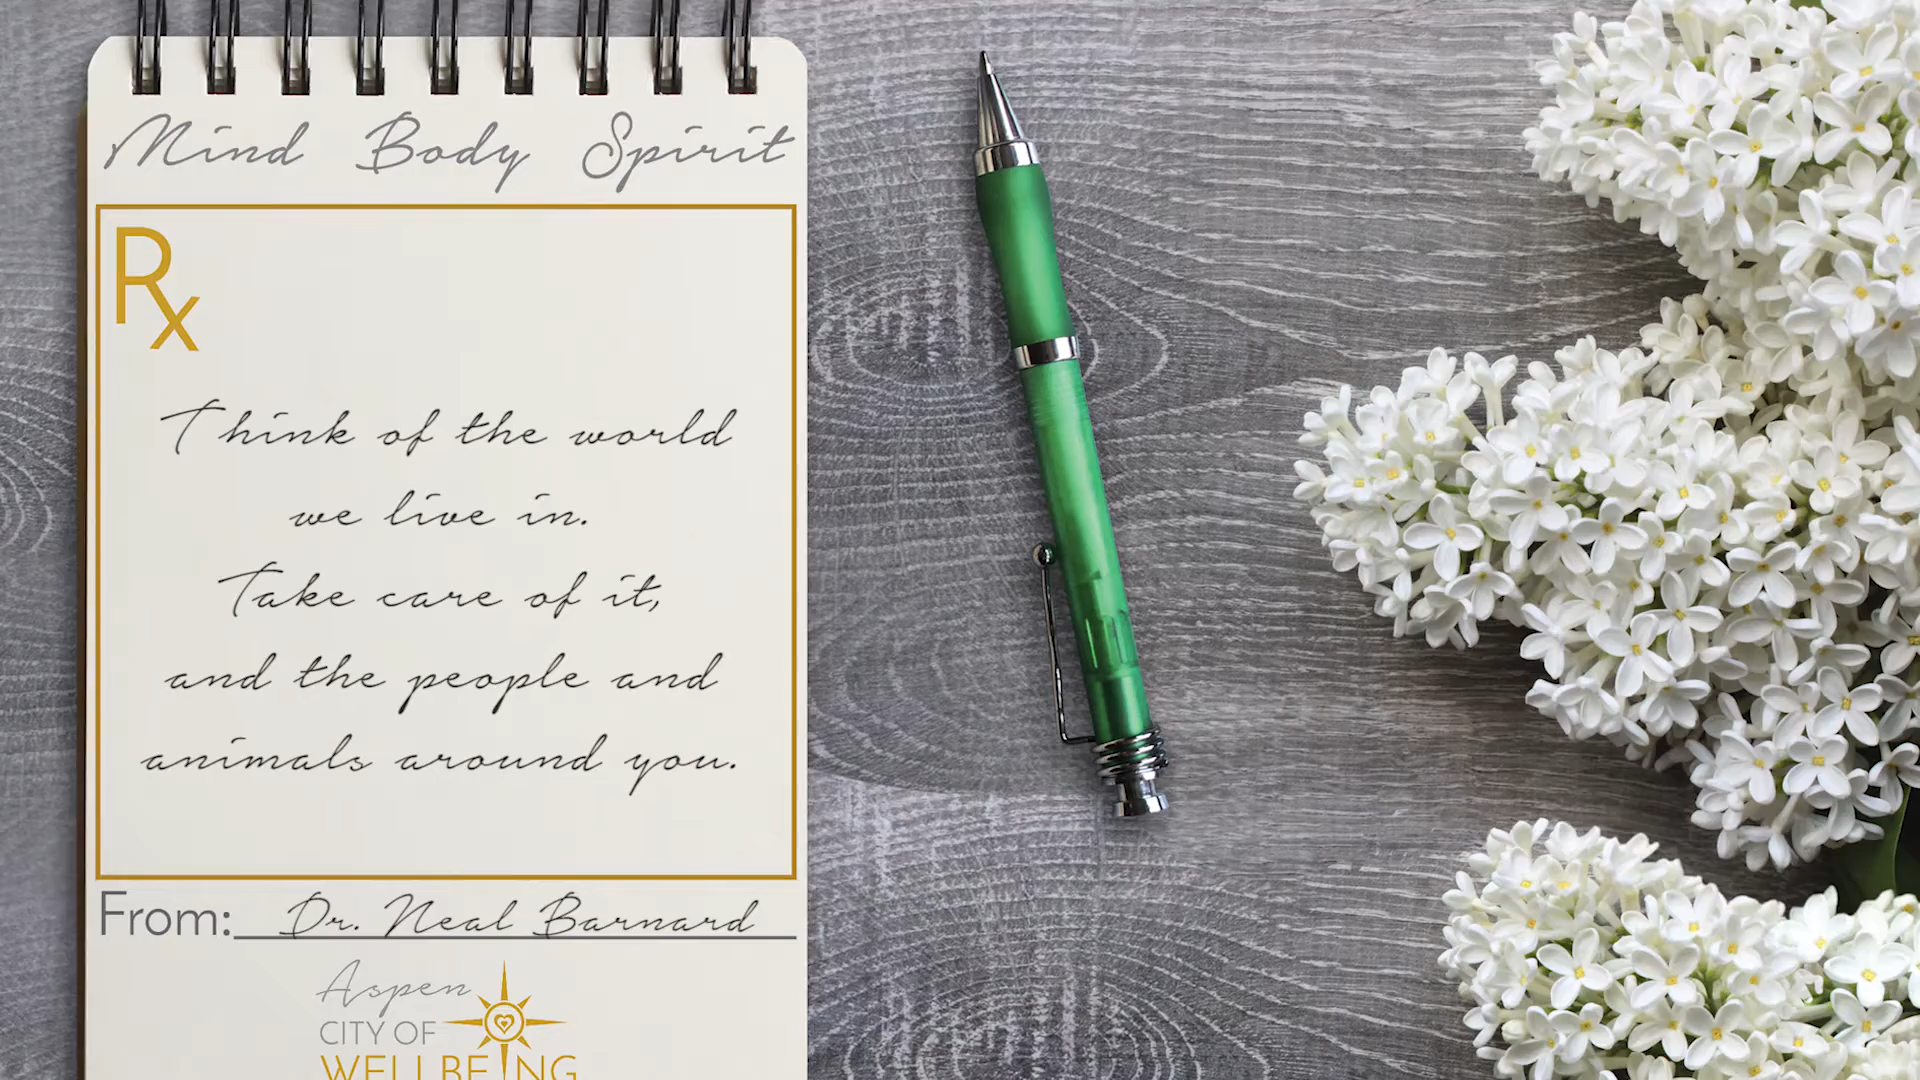 Mind Body Spirit
Rx
Think of the world
we live in.
Take care of it,
and the people and
animals around you.
From: Dr. Neal Barnard
Aspen
CITY OF
WELLBEING